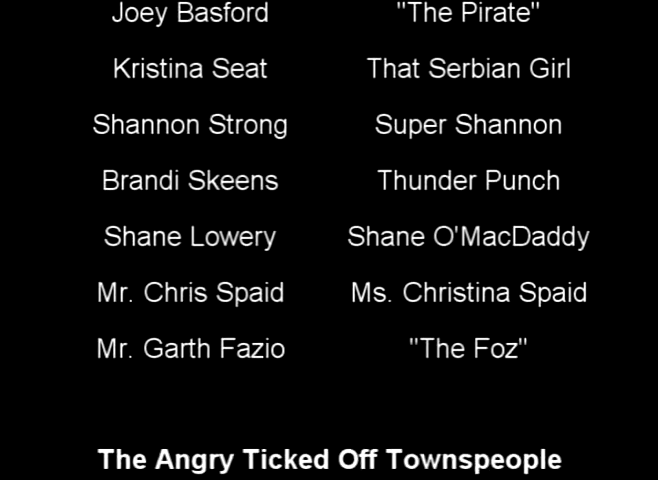 Joey Basford "The Pirate"
Kristina Seat That Serbian Girl
Shannon Strong Super Shannon
Brandi Skeens Thunder Punch
Shane Lowery Shane O'MacDaddy
Mr. Chris Spaid Ms. Christina Spaid
Mr. Garth Fazio "The Foz"
The Angry Ticked Off Townspeople